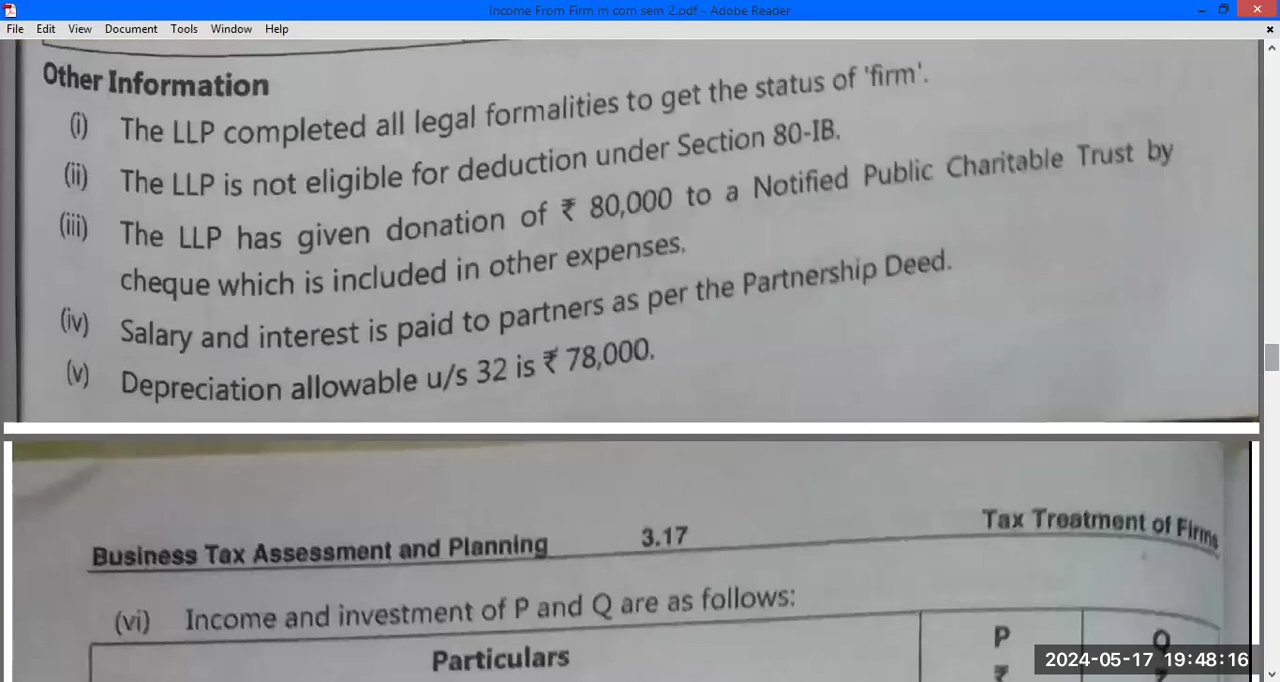 Income From Firm m com sem 2.pdf - Adobe Reader
File Edit View Document Tools Window Help
Other Information
(i) The LLP completed all legal formalities to get the status of 'firm'.
(ii) The LLP is not eligible for deduction under Section 80-IB.
(iii) The LLP has given donation of ₹ 80,000 to a Notified Public Charitable Trust by
cheque which is included in other expenses.
(iv) Salary and interest is paid to partners as per the Partnership Deed.
(v) Depreciation allowable u/s 32 is ₹ 78,000.
Business Tax Assessment and Planning 3.17 Tax Treatment of Firms
(vi) Income and investment of P and Q are as follows:
Particulars P Q
₹ ₹
2024-05-17 19:48:16